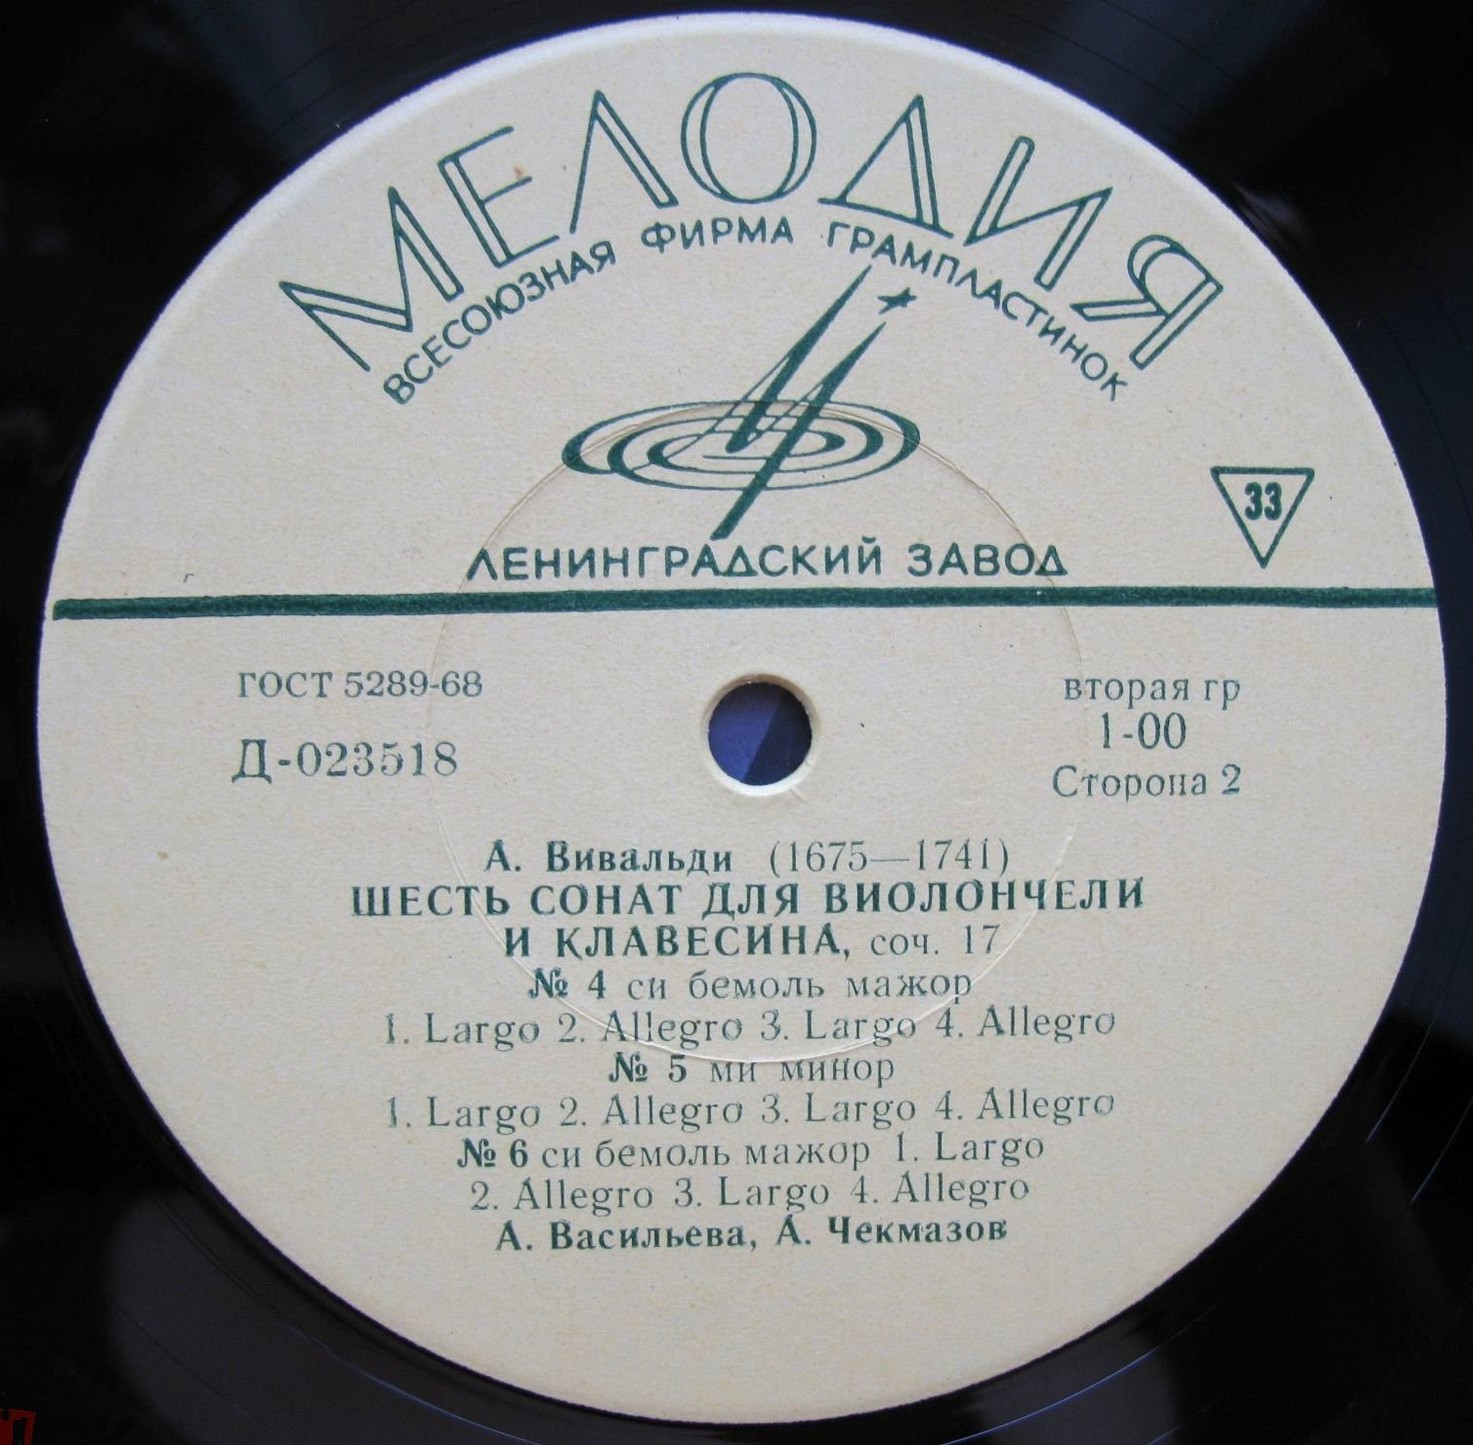 МЕЛОДИЯ
ВСЕСОЮЗНАЯ ФИРМА ГРАМПЛАСТИНОК
33
ЛЕНИНГРАДСКИЙ ЗАВОД
ГОСТ 5289-68
вторая гр
Д-023518
1-00
Сторона 2
А. Вивальди (1675—1741)
ШЕСТЬ СОНАТ ДЛЯ ВИОЛОНЧЕЛИ
И КЛАВЕСИНА, соч. 17
№ 4 си бемоль мажор
1. Largo 2. Allegro 3. Largo 4. Allegro
№ 5 ми минор
1. Largo 2. Allegro 3. Largo 4. Allegro
№ 6 си бемоль мажор 1. Largo
2. Allegro 3. Largo 4. Allegro
А. Васильева, А. Чекмазов